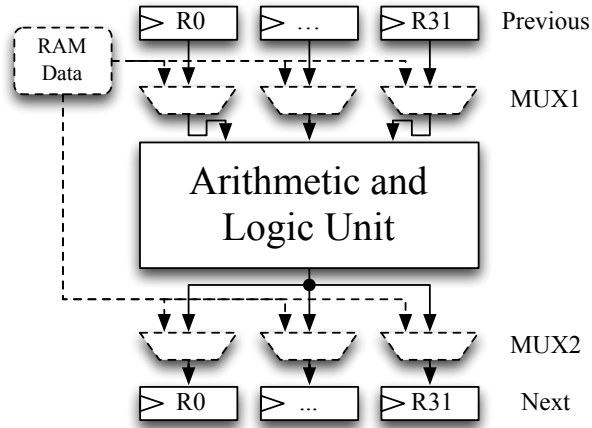 R0
...
R31
Previous
RAM
Data
MUX1
Arithmetic and
Logic Unit
MUX2
R0
...
R31
Next